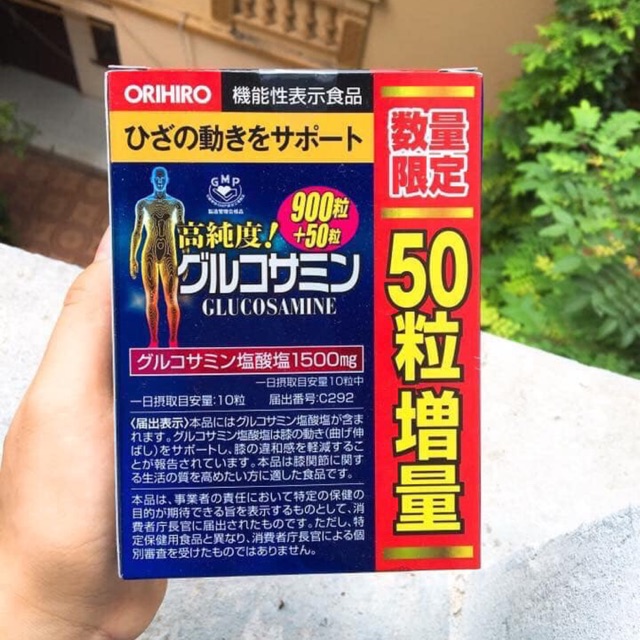 ORIHIRO
機能性表示食品
ひざの動きをサポート
GMP
900粒
+50粒
高純度!
グルコサミン
GLUCOSAMINE
グルコサミン塩酸塩1500mg
一日摂取目安量10粒中
一日摂取目安量:10粒 届出番号:C292
〈届出表示〉本品にはグルコサミン塩酸塩が含ま
れます。グルコサミン塩酸塩は膝の動き(曲げ伸
ばし)をサポートし、膝の違和感を軽減するこ
とが報告されています。本品は膝関節に関す
る生活の質を高めたい方に適した食品です。
本品は、事業者の責任において特定の保健の
目的が期待できる旨を表示するものとして、消
費者庁長官に届出されたものです。ただし、特
定保健用食品と異なり、消費者庁長官による個
別審査を受けたものではありません。
数量
限定
50粒増量